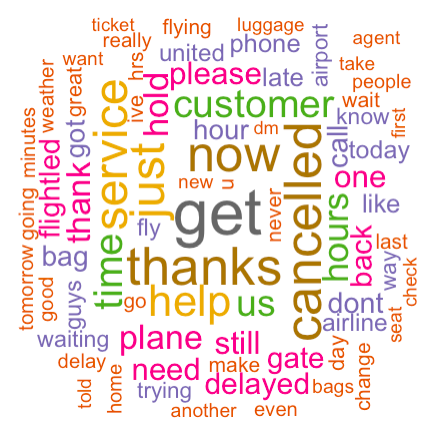 ticket
flying
luggage
really
agent
want
hrs
united
phone
airport
weather
great
ive
hold
please
late
take
people
minutes
got
service
customer
wait
know
first
hour
dm
call
today
flightled
thank
just
now
cancelled
one
going
new
u
never
hours
like
tomorrow
fly
get
back
last
bag
time
thanks
way
check
good
guys
go
help
us
dont
seat
waiting
plane
still
airline
delay
need
make
gate
day
change
told
home
trying
delayed
bags
another
even